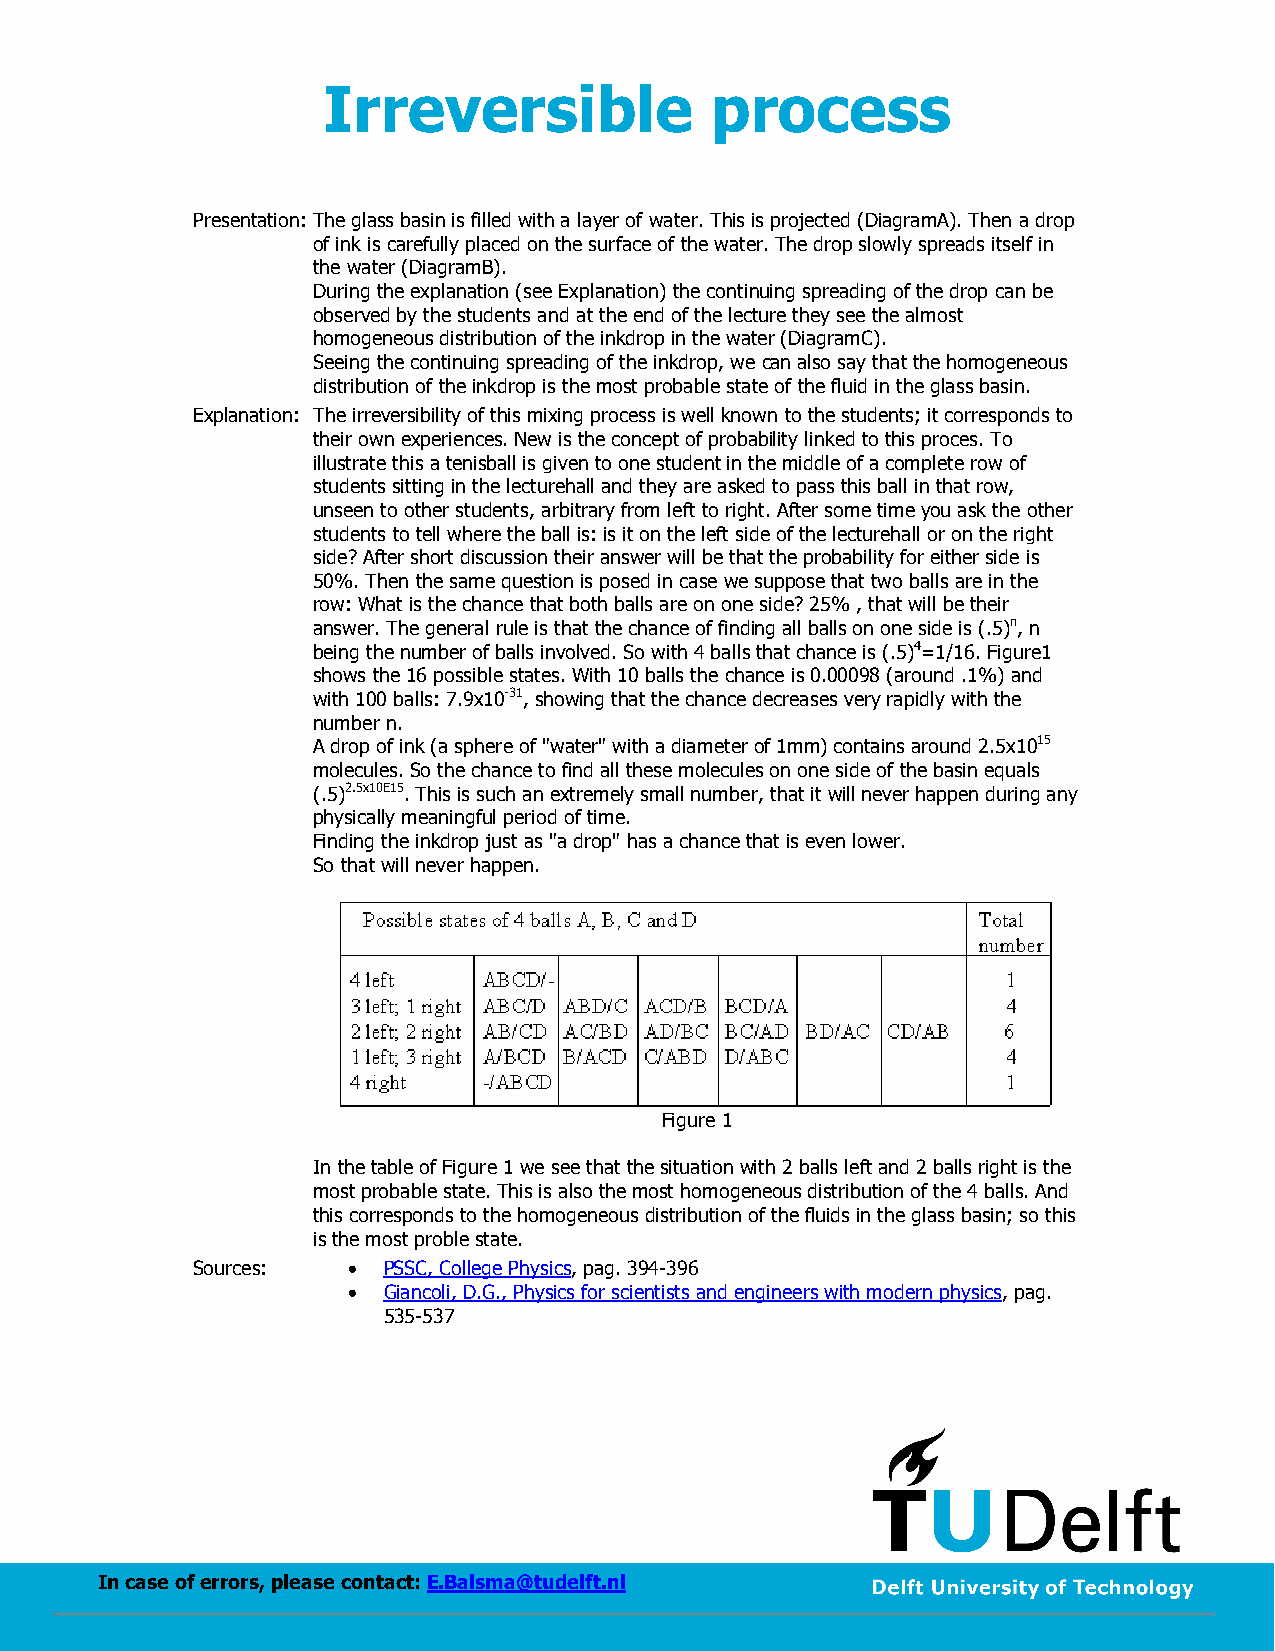 Irreversible process
Presentation: The glass basin is filled with a layer of water. This is projected (DiagramA). Then a drop
of ink is carefully placed on the surface of the water. The drop slowly spreads itself in
the water (DiagramB).
During the explanation (see Explanation) the continuing spreading of the drop can be
observed by the students and at the end of the lecture they see the almost
homogeneous distribution of the inkdrop in the water (DiagramC).
Seeing the continuing spreading of the inkdrop, we can also say that the homogeneous
distribution of the inkdrop is the most probable state of the fluid in the glass basin.
Explanation: The irreversibility of this mixing process is well known to the students; it corresponds to
their own experiences. New is the concept of probability linked to this proces. To
illustrate this a tenisball is given to one student in the middle of a complete row of
students sitting in the lecturehall and they are asked to pass this ball in that row,
unseen to other students, arbitrary from left to right. After some time you ask the other
students to tell where the ball is: is it on the left side of the lecturehall or on the right
side? After short discussion their answer will be that the probability for either side is
50%. Then the same question is posed in case we suppose that two balls are in the
row: What is the chance that both balls are on one side? 25% , that will be their
answer. The general rule is that the chance of finding all balls on one side is (.5)ⁿ, n
being the number of balls involved. So with 4 balls that chance is (.5)⁴=1/16. Figure1
shows the 16 possible states. With 10 balls the chance is 0.00098 (around .1%) and
with 100 balls: 7.9x10⁻³¹, showing that the chance decreases very rapidly with the
number n.
A drop of ink (a sphere of "water" with a diameter of 1mm) contains around 2.5x10¹⁵
molecules. So the chance to find all these molecules on one side of the basin equals
(.5)^2.5x10E15. This is such an extremely small number, that it will never happen during any
physically meaningful period of time.
Finding the inkdrop just as "a drop" has a chance that is even lower.
So that will never happen.
Possible states of 4 balls A, B, C and D Total
number
4 left ABCD/- 1
3 left; 1 right ABC/D ABD/C ACD/B BCD/A 4
2 left; 2 right AB/CD AC/BD AD/BC BC/AD BD/AC CD/AB 6
1 left; 3 right A/BCD B/ACD C/ABD D/ABC 4
4 right -/ABCD 1
Figure 1
In the table of Figure 1 we see that the situation with 2 balls left and 2 balls right is the
most probable state. This is also the most homogeneous distribution of the 4 balls. And
this corresponds to the homogeneous distribution of the fluids in the glass basin; so this
is the most proble state.
Sources: • PSSC, College Physics, pag. 394-396
• Giancoli, D.G., Physics for scientists and engineers with modern physics, pag.
535-537
TUDelft
In case of errors, please contact: E.Balsma@tudelft.nl
Delft University of Technology